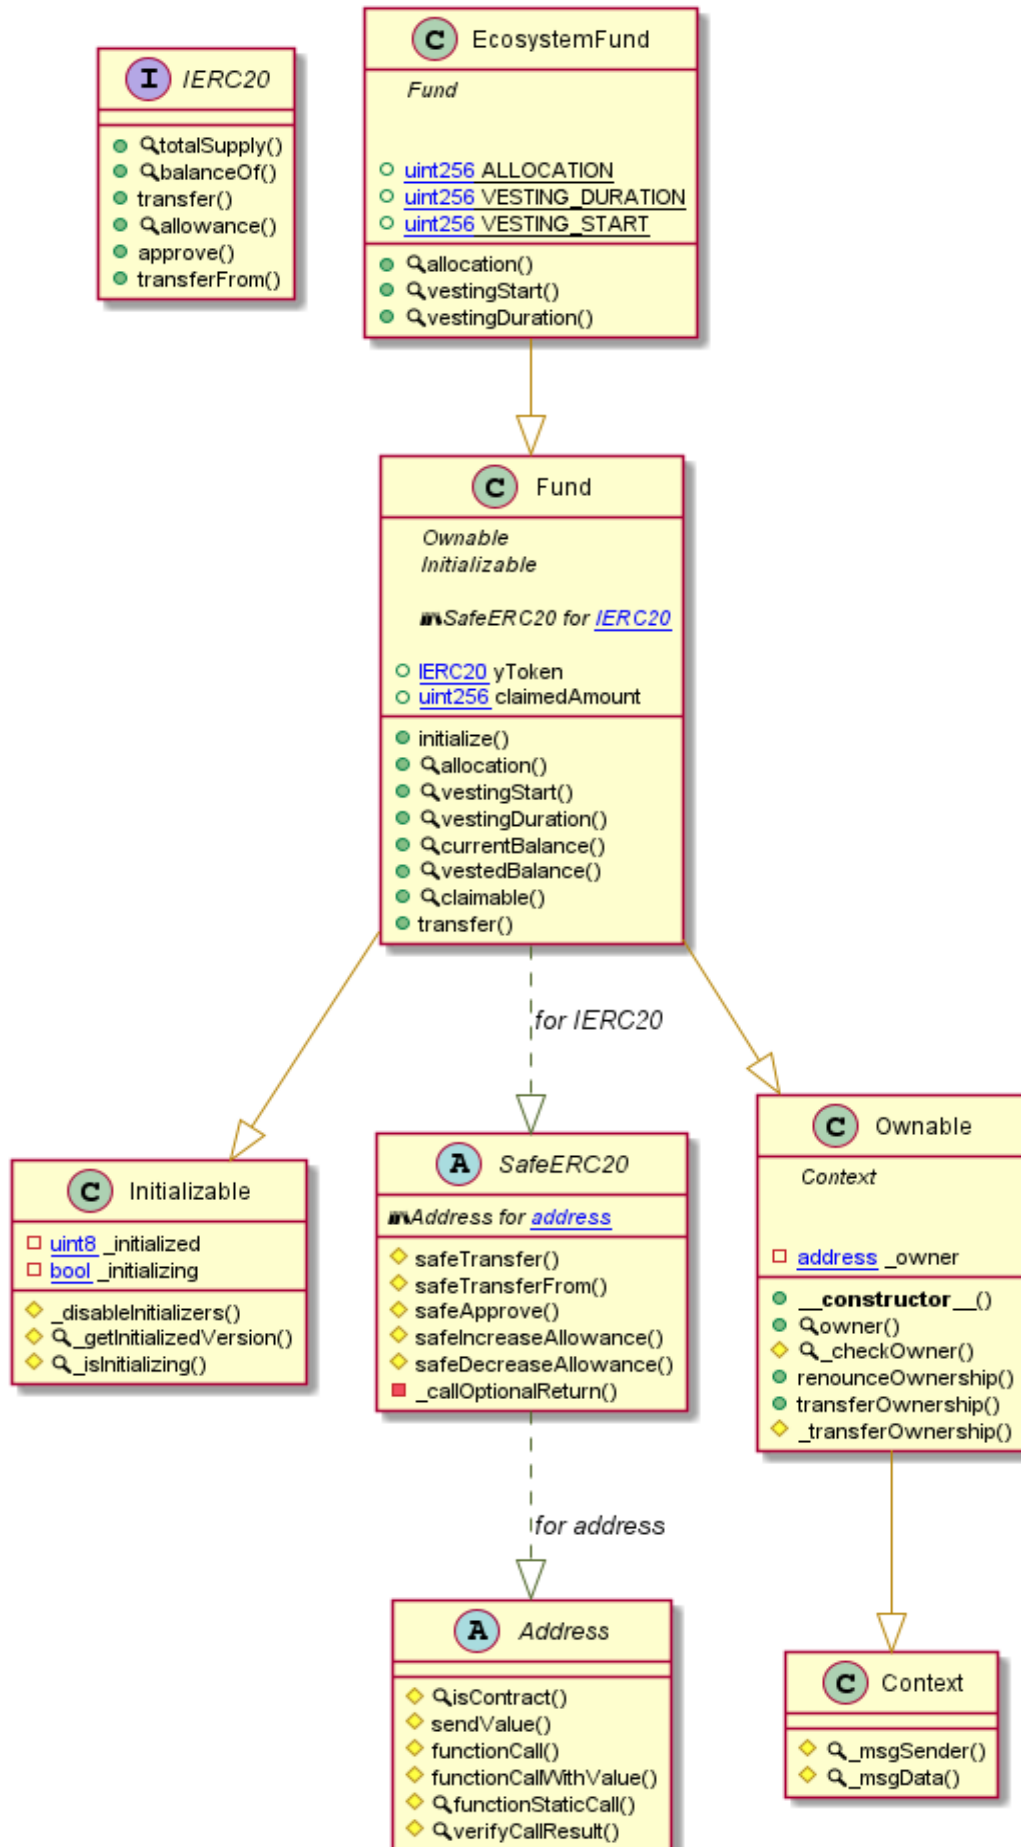 I IERC20
totalSupply()
balanceOf()
transfer()
allowance()
approve()
transferFrom()
C EcosystemFund
Fund
uint256 ALLOCATION
uint256 VESTING_DURATION
uint256 VESTING_START
allocation()
vestingStart()
vestingDuration()
C Fund
Ownable
Initializable
SafeERC20 for IERC20
IERC20 yToken
uint256 claimedAmount
initialize()
allocation()
vestingStart()
vestingDuration()
currentBalance()
vestedBalance()
claimable()
transfer()
for IERC20
C Initializable
uint8 _initialized
bool _initializing
_disableInitializers()
_getInitializedVersion()
_isInitializing()
A SafeERC20
Address for address
safeTransfer()
safeTransferFrom()
safeApprove()
safeIncreaseAllowance()
safeDecreaseAllowance()
_callOptionalReturn()
C Ownable
Context
address _owner
__constructor__()
owner()
_checkOwner()
renounceOwnership()
transferOwnership()
_transferOwnership()
for address
A Address
isContract()
sendValue()
functionCall()
functionCallWithValue()
functionStaticCall()
verifyCallResult()
C Context
_msgSender()
_msgData()